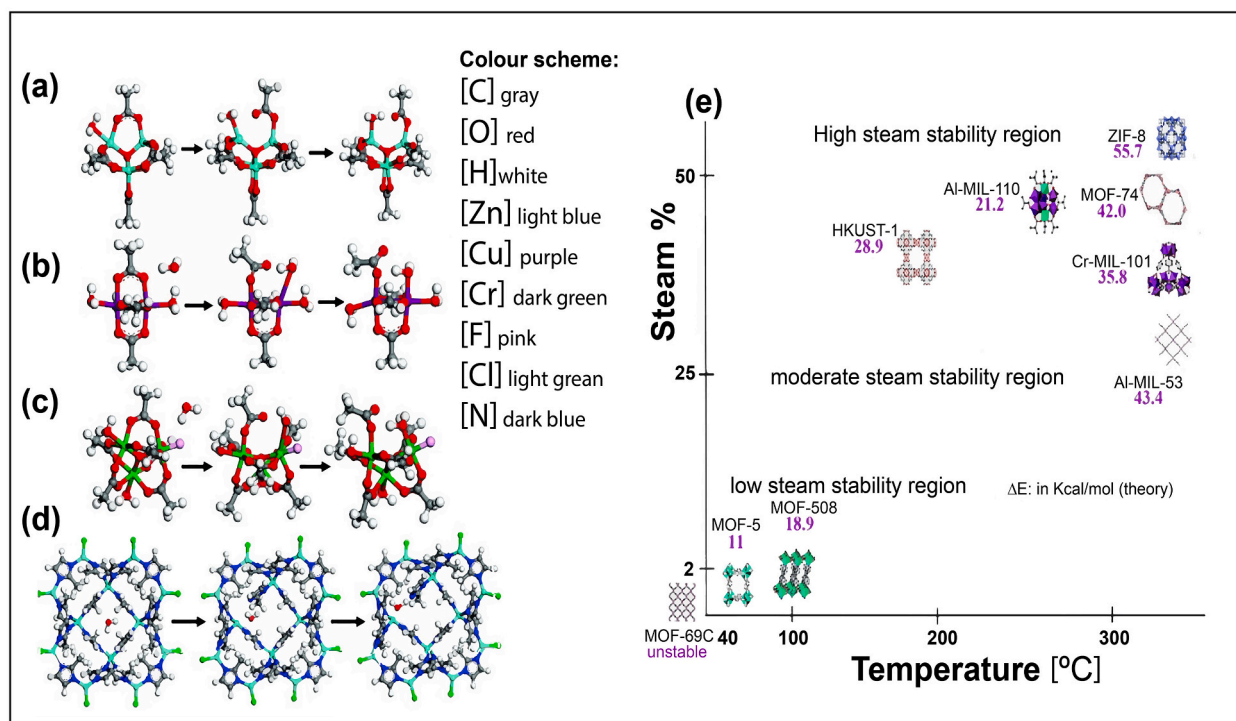 (a)
(b)
(c)
(d)
Colour scheme:
[C] gray
[O] red
[H]white
[Zn] light blue
[Cu] purple
[Cr] dark green
[F] pink
[Cl] light grean
[N] dark blue
(e)
High steam stability region
ZIF-8
55.7
50
Al-MIL-110
21.2
MOF-74
42.0
HKUST-1
28.9
Cr-MIL-101
35.8
Steam %
25
moderate steam stability region
Al-MIL-53
43.4
low steam stability region
ΔE: in Kcal/mol (theory)
MOF-5
11
MOF-508
18.9
2
MOF-69C
unstable
40
100
200
300
Temperature [ºC]